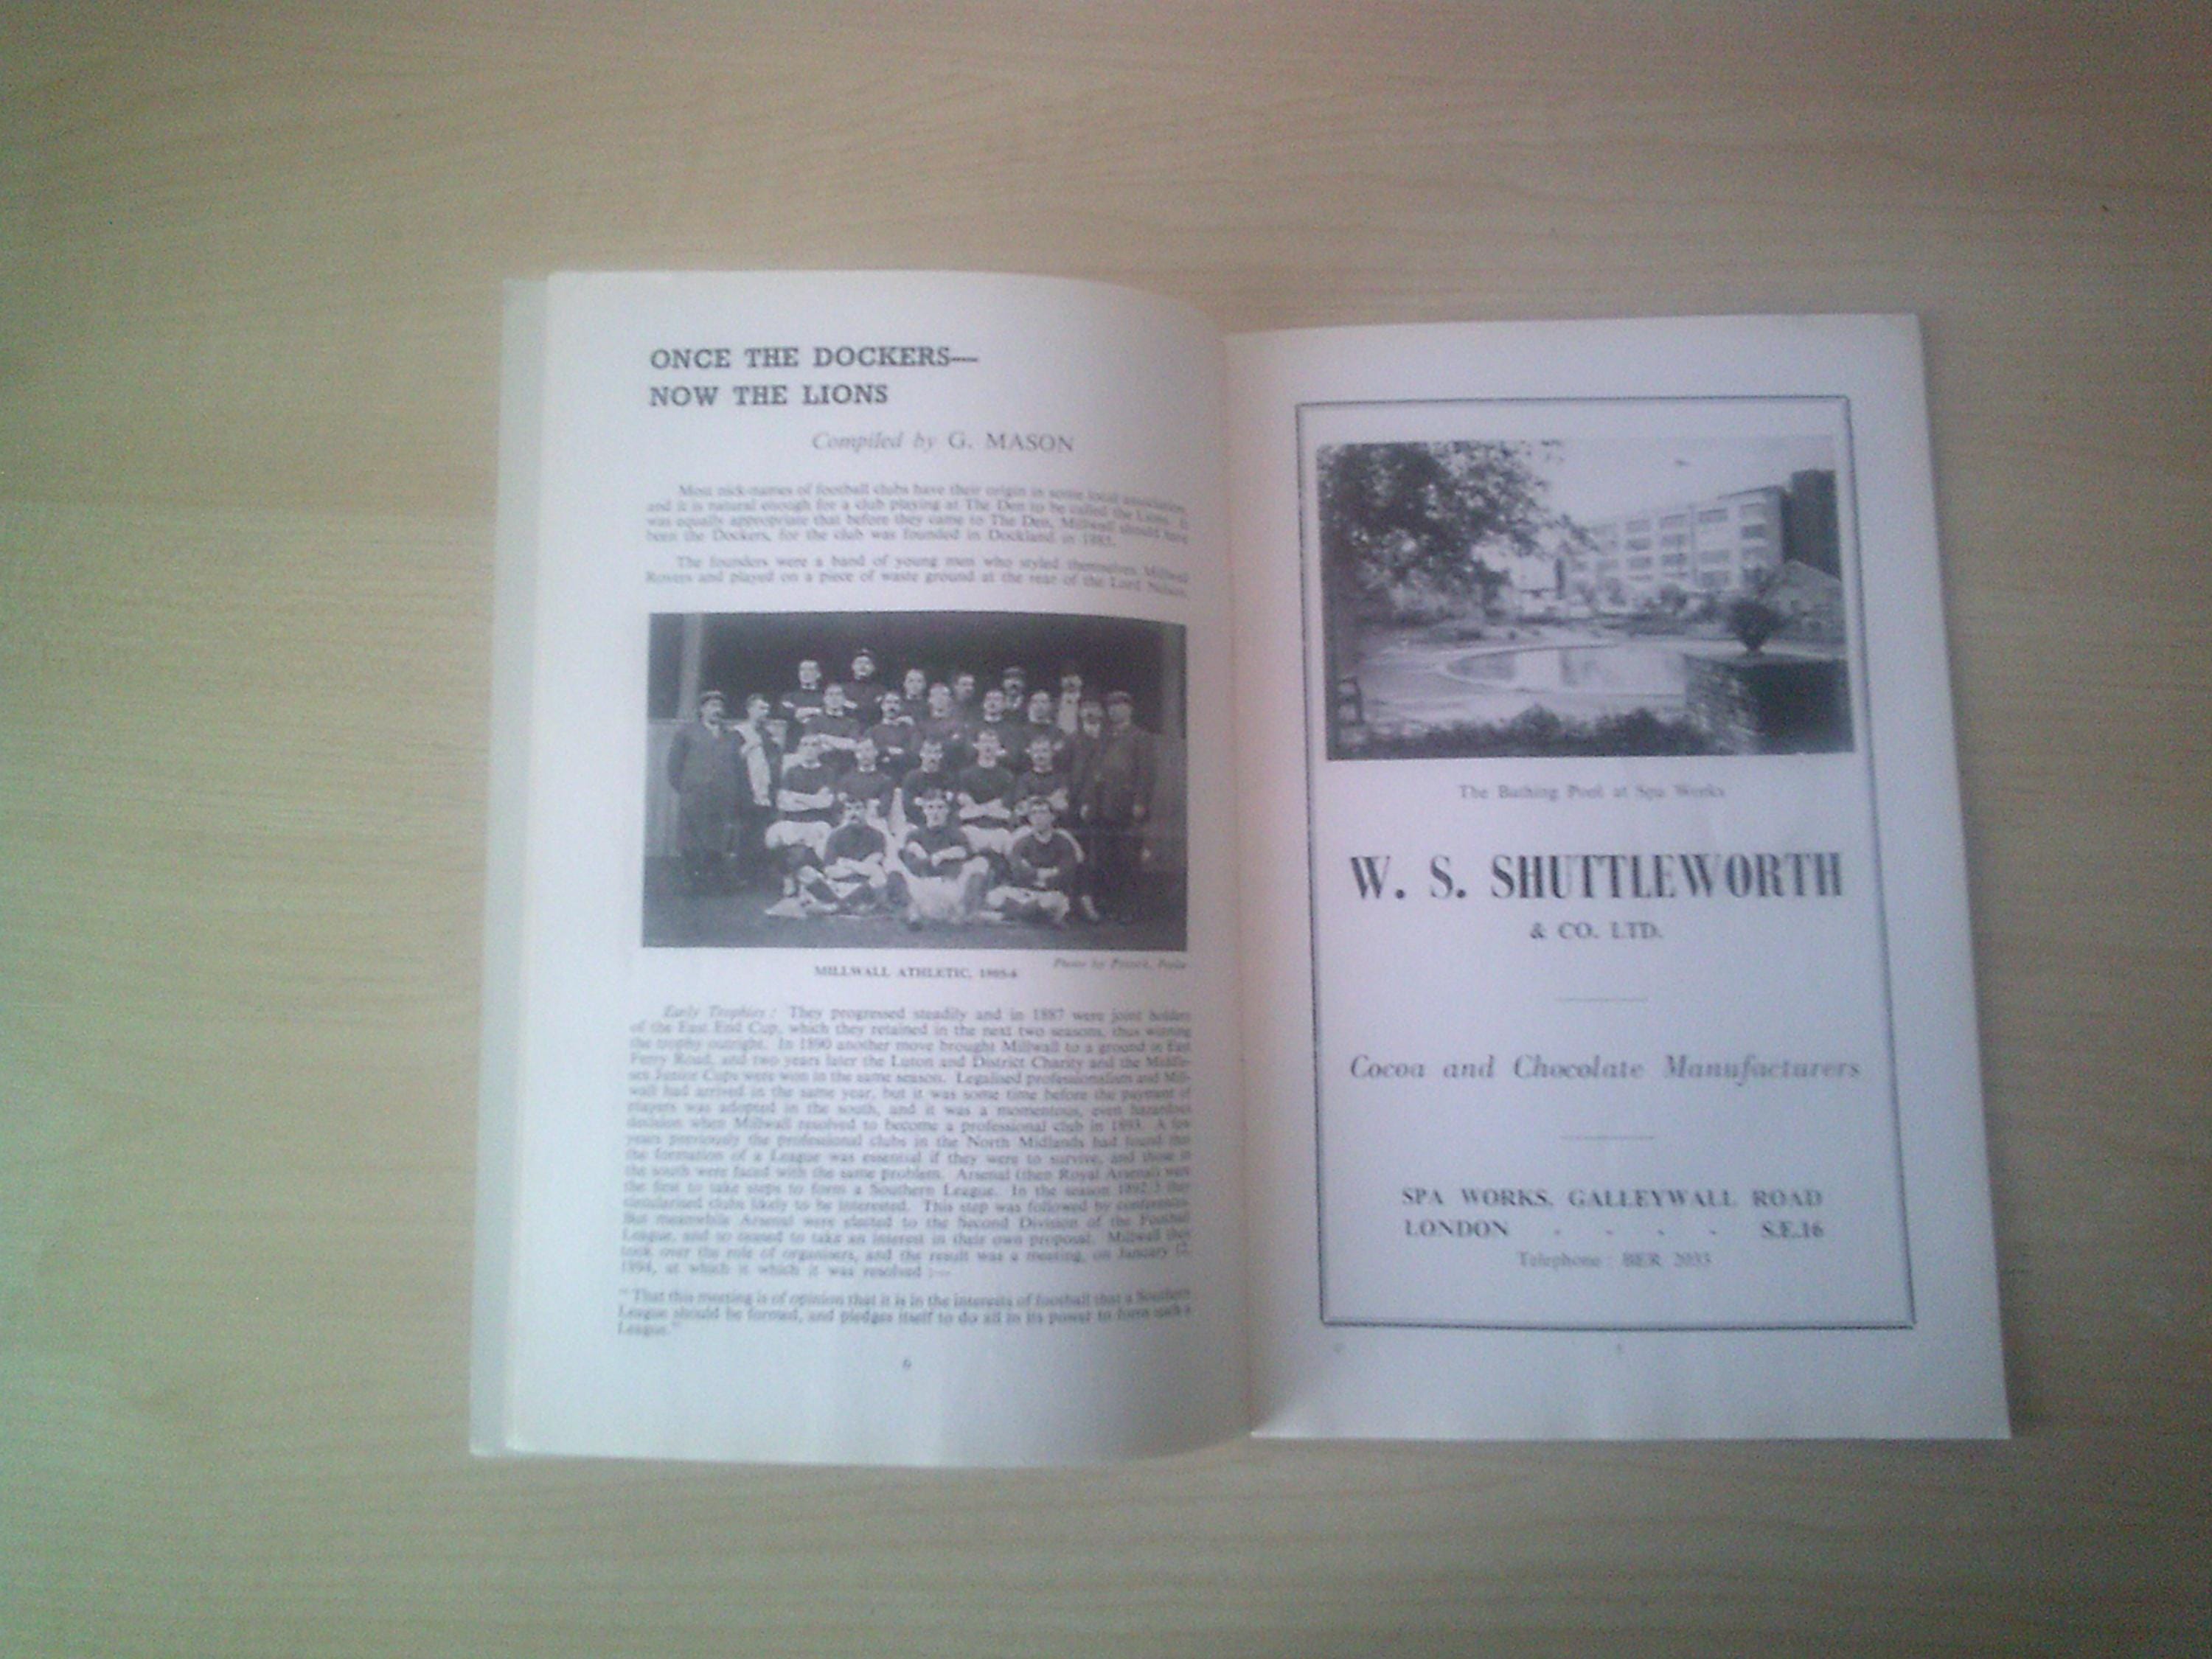 ONCE THE DOCKERS—
NOW THE LIONS
Compiled by G. MASON
Most nick-names of football clubs have their origin in some local association
and it is natural enough for a club playing at The Den to be called the Lions. It
was equally appropriate that before they came to The Den, Millwall should have
been the Dockers, for the club was founded in Dockland in 1885.
The founders were a band of young men who styled themselves Millwall
Rovers and played on a piece of waste ground at the rear of the Lord Nelson.
MILLWALL ATHLETIC, 1905-6
Photo by
Early Trophies: They progressed steadily and in 1887 were joint holders
of the East End Cup, which they retained in the next two seasons, thus winning
the trophy outright. In 1890 another move brought Millwall to a ground in East
Ferry Road, and two years later the Luton and District Charity and the Middle-
sex Junior Cups were won in the same season. Legalised professionalism and Mill-
wall had arrived in the same year, but it was some time before the payment of
players was adopted in the south, and it was a momentous, even hazardous
decision when Millwall resolved to become a professional club in 1893. A few
years previously the professional clubs in the North Midlands had found that
the formation of a League was essential if they were to survive, and those in
the south were faced with the same problem. Arsenal (then Royal Arsenal) were
the first to take steps to form a Southern League. In the season 1892/3 they
circularised clubs likely to be interested. This step was followed by conferences.
But meanwhile Arsenal were elected to the Second Division of the Football
League, and so ceased to take an interest in their own proposal. Millwall then
took over the role of organisers, and the result was a meeting, on January 12,
1894, at which it which it was resolved :—
"That this meeting is of opinion that it is in the interests of football that a Southern
League should be formed, and pledges itself to do all in its power to form such a
League."
6
The Bathing Pool at Spa Works
W. S. SHUTTLEWORTH
& CO. LTD.
Cocoa and Chocolate Manufacturers
SPA WORKS, GALLEYWALL ROAD
LONDON - - - - S.E.16
Telephone: BER 2033